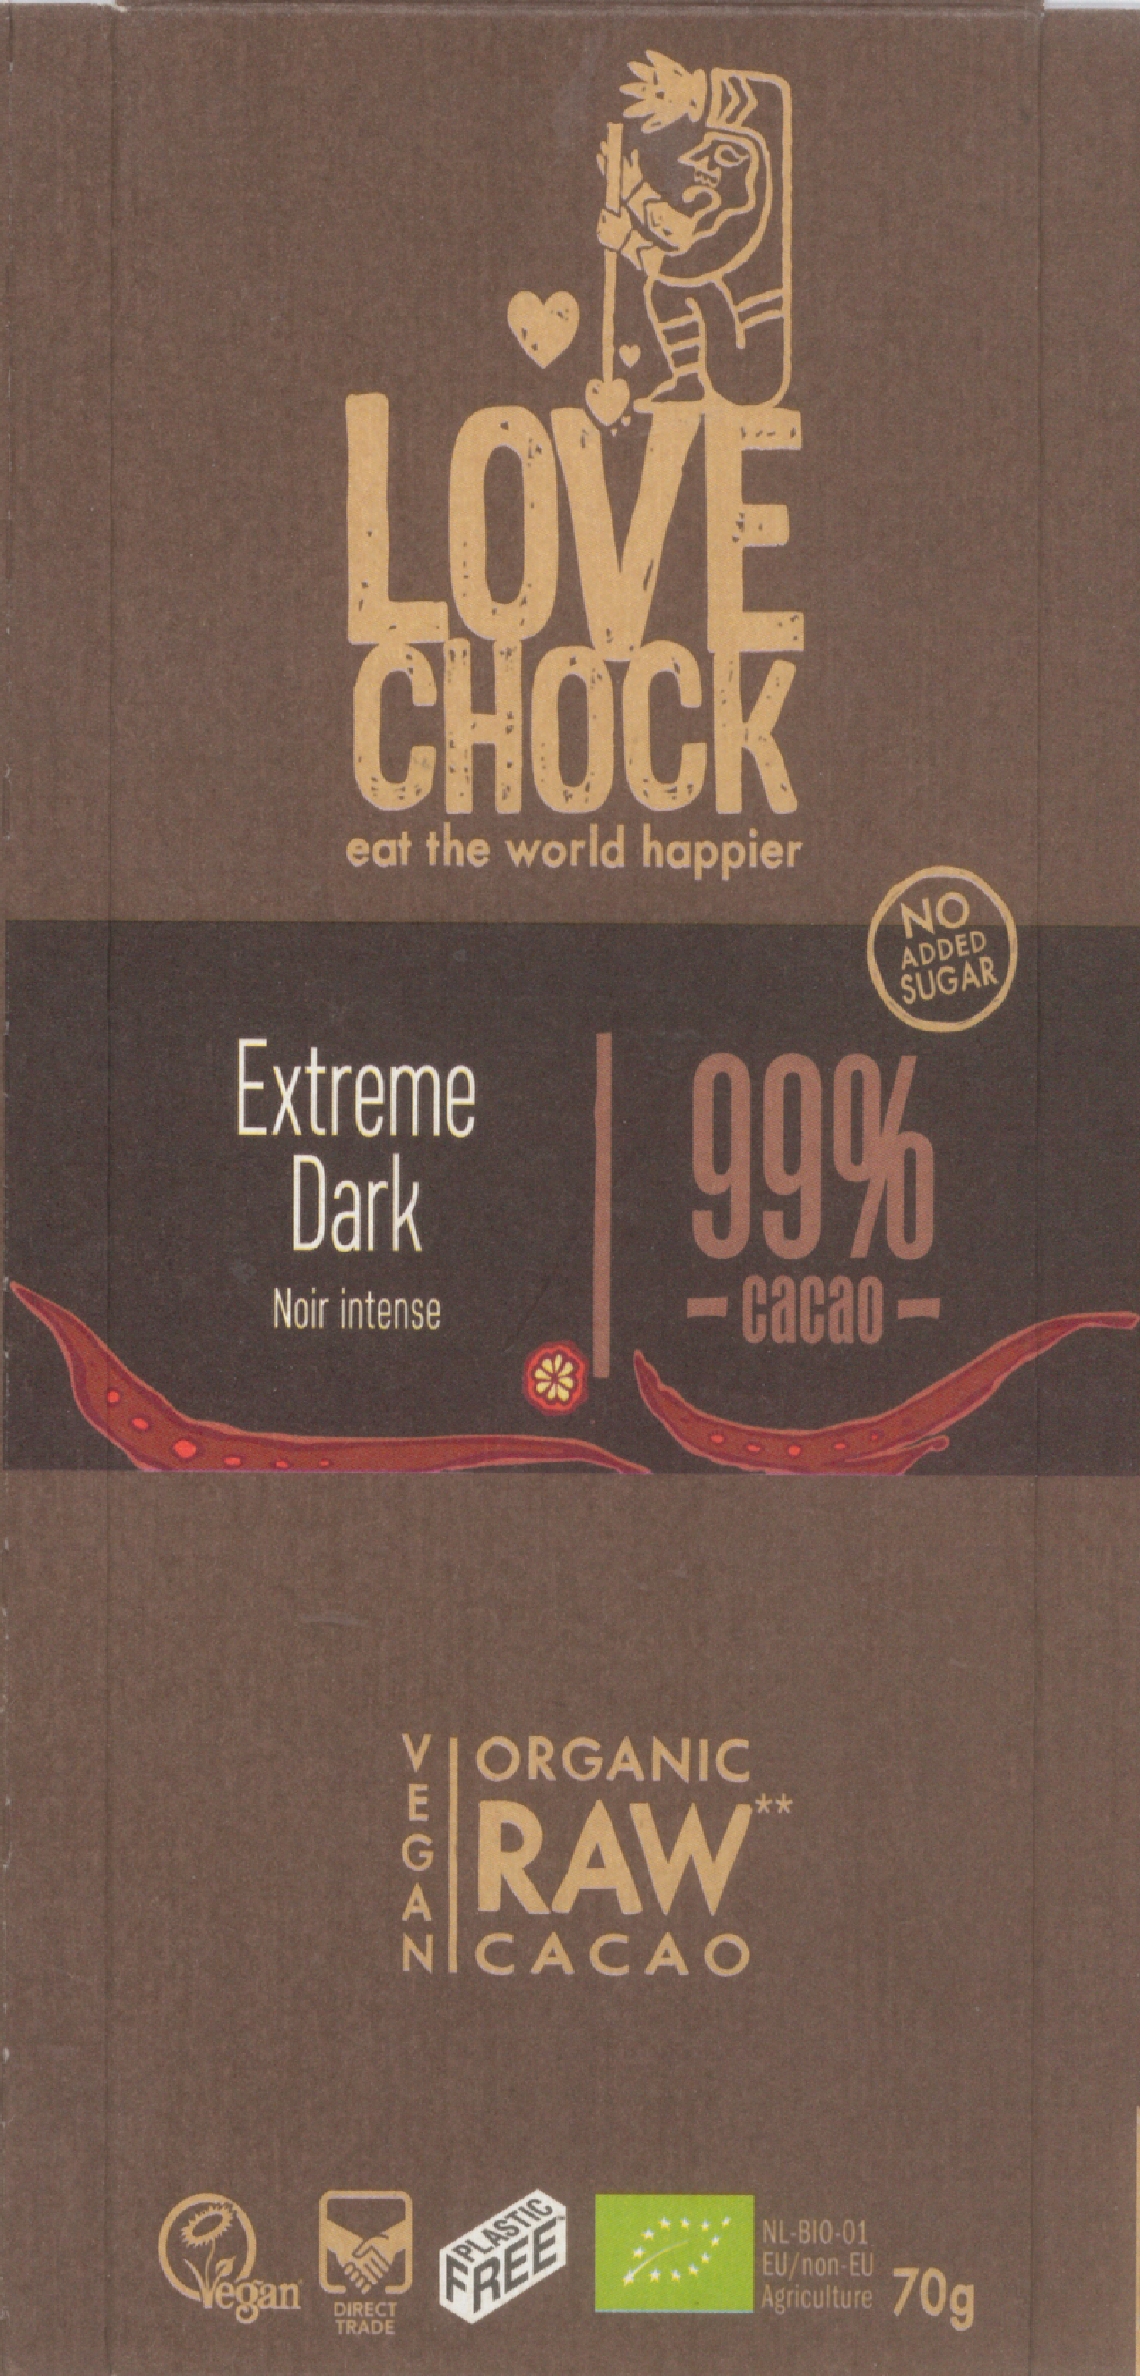 LOVE
CHOCK
eat the world happier
NO
ADDED
SUGAR
Extreme
Dark
Noir intense
99%
cacao
VEGAN
ORGANIC
RAW**
CACAO
Vegan
DIRECT
TRADE
PLASTIC
FREE
NL-BIO-01
EU/non-EU
Agriculture
70g